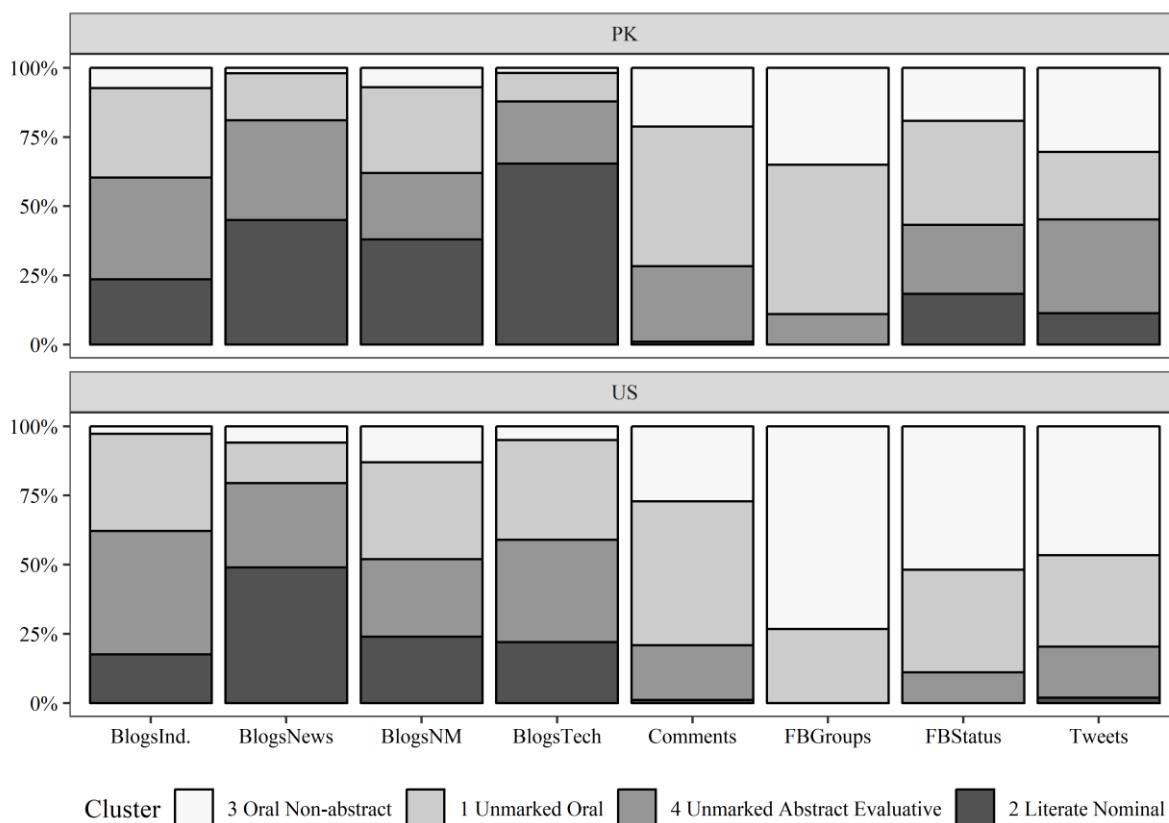 PK
100%
75%
50%
25%
0%
US
100%
75%
50%
25%
0%
BlogsInd. BlogsNews BlogsNM BlogsTech Comments FBGroups FBStatus Tweets
Cluster 3 Oral Non-abstract 1 Unmarked Oral 4 Unmarked Abstract Evaluative 2 Literate Nominal